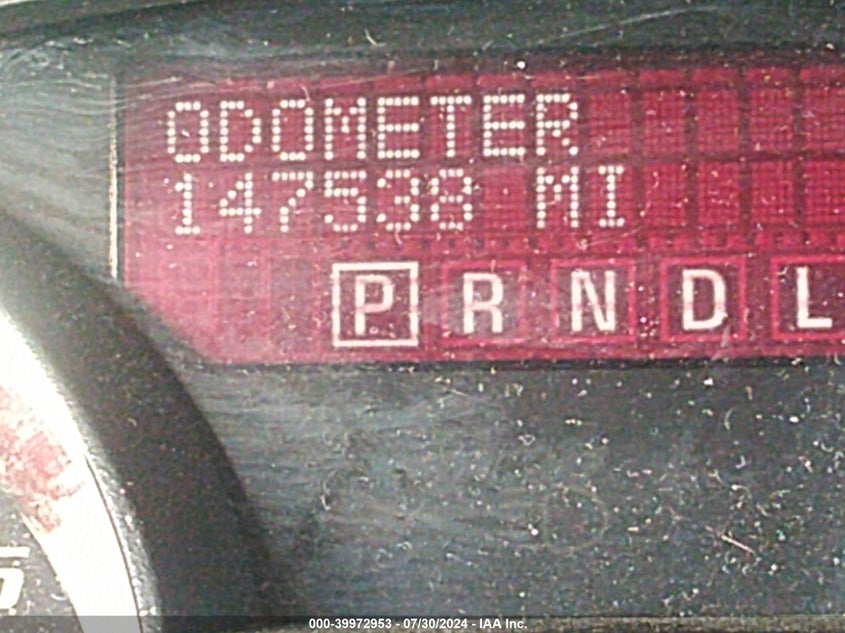 ODOMETER
147538 MI
P R N D L
000-39972953 - 07/30/2024 - IAA Inc.